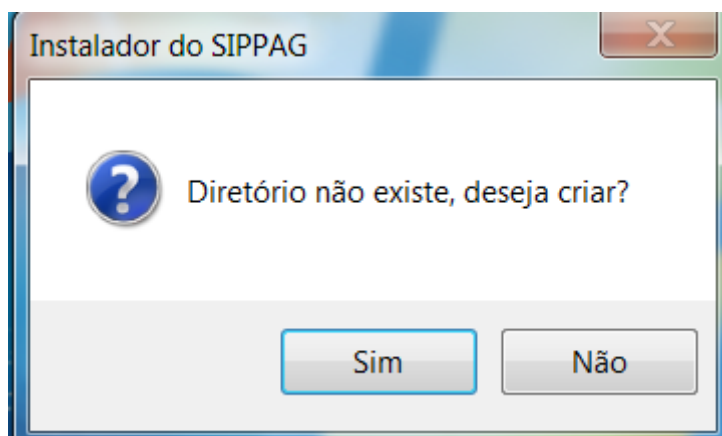 Instalador do SIPPAG
Diretório não existe, deseja criar?
Sim
Não